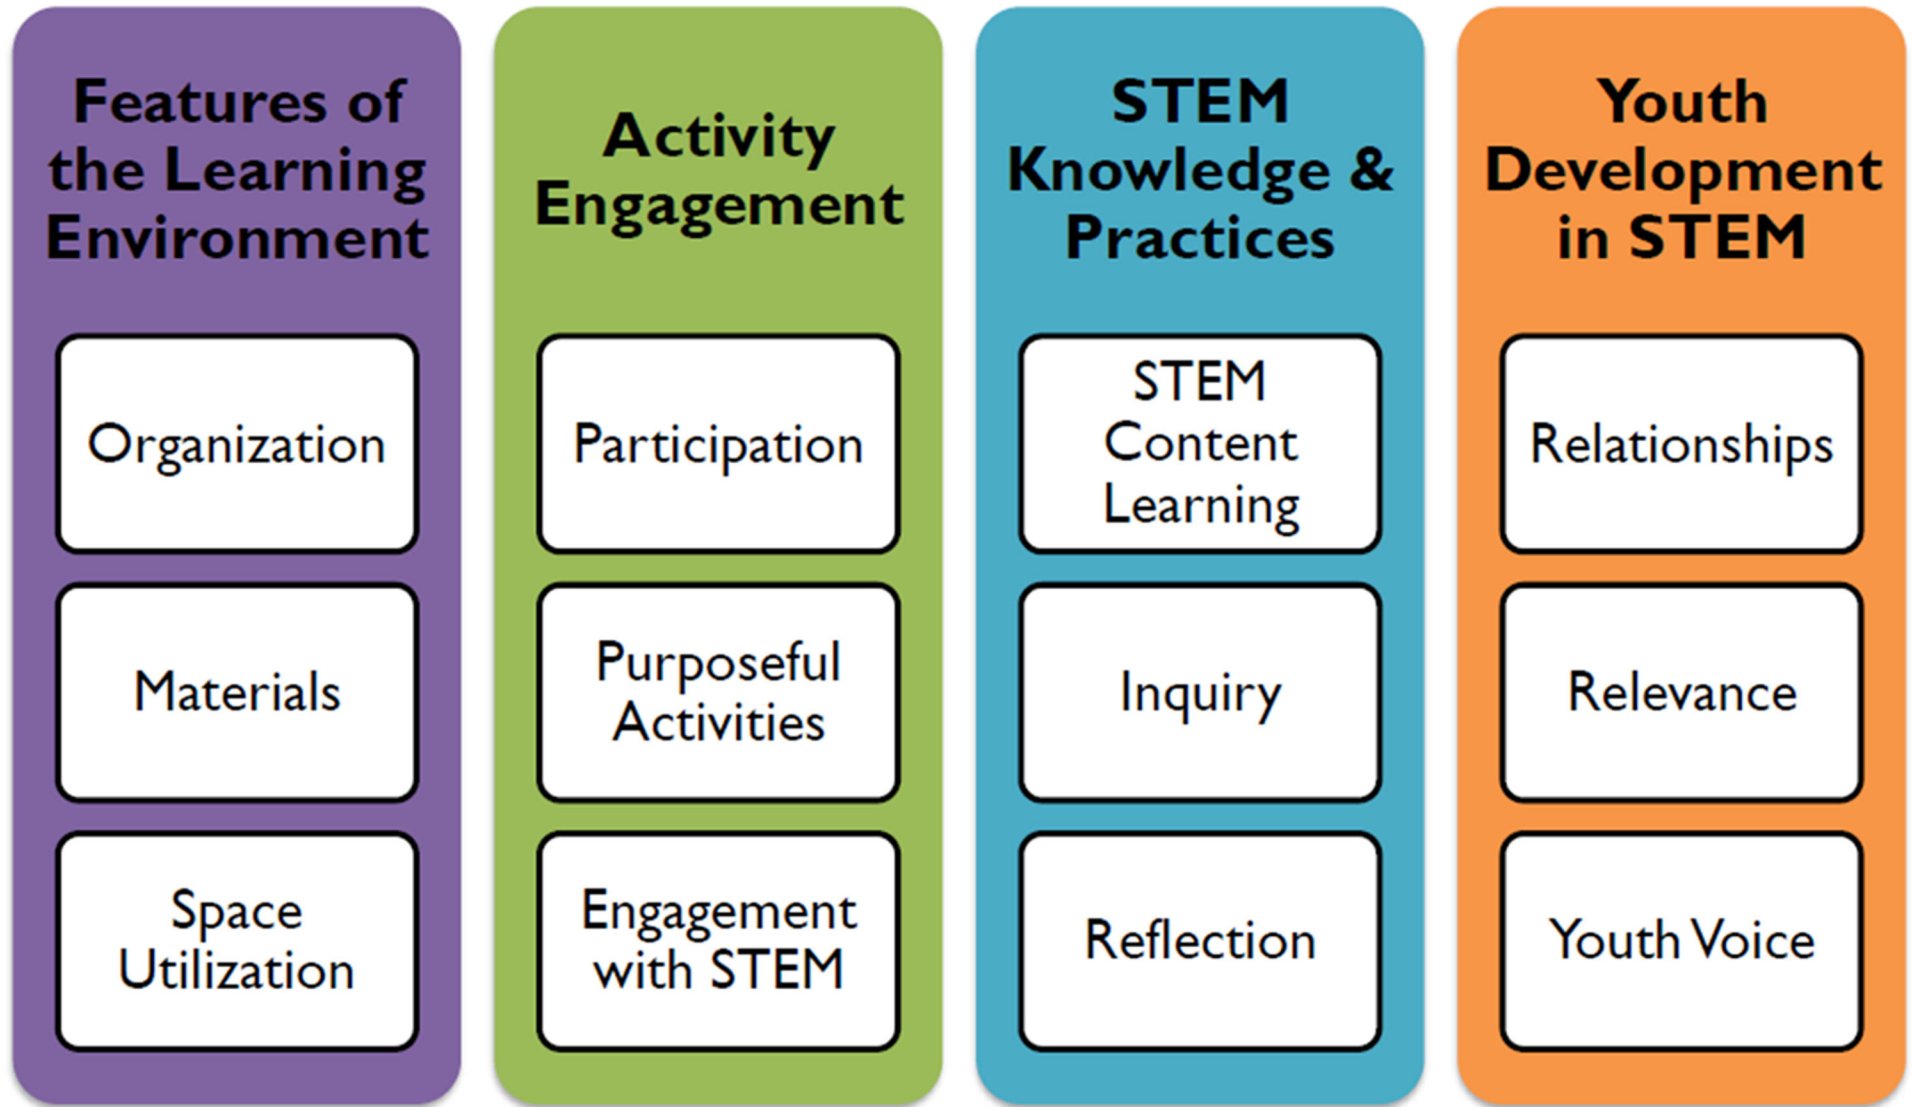 Features of
the Learning
Environment
Organization
Materials
Space
Utilization
Activity
Engagement
Participation
Purposeful
Activities
Engagement
with STEM
STEM
Knowledge &
Practices
STEM
Content
Learning
Inquiry
Reflection
Youth
Development
in STEM
Relationships
Relevance
Youth Voice